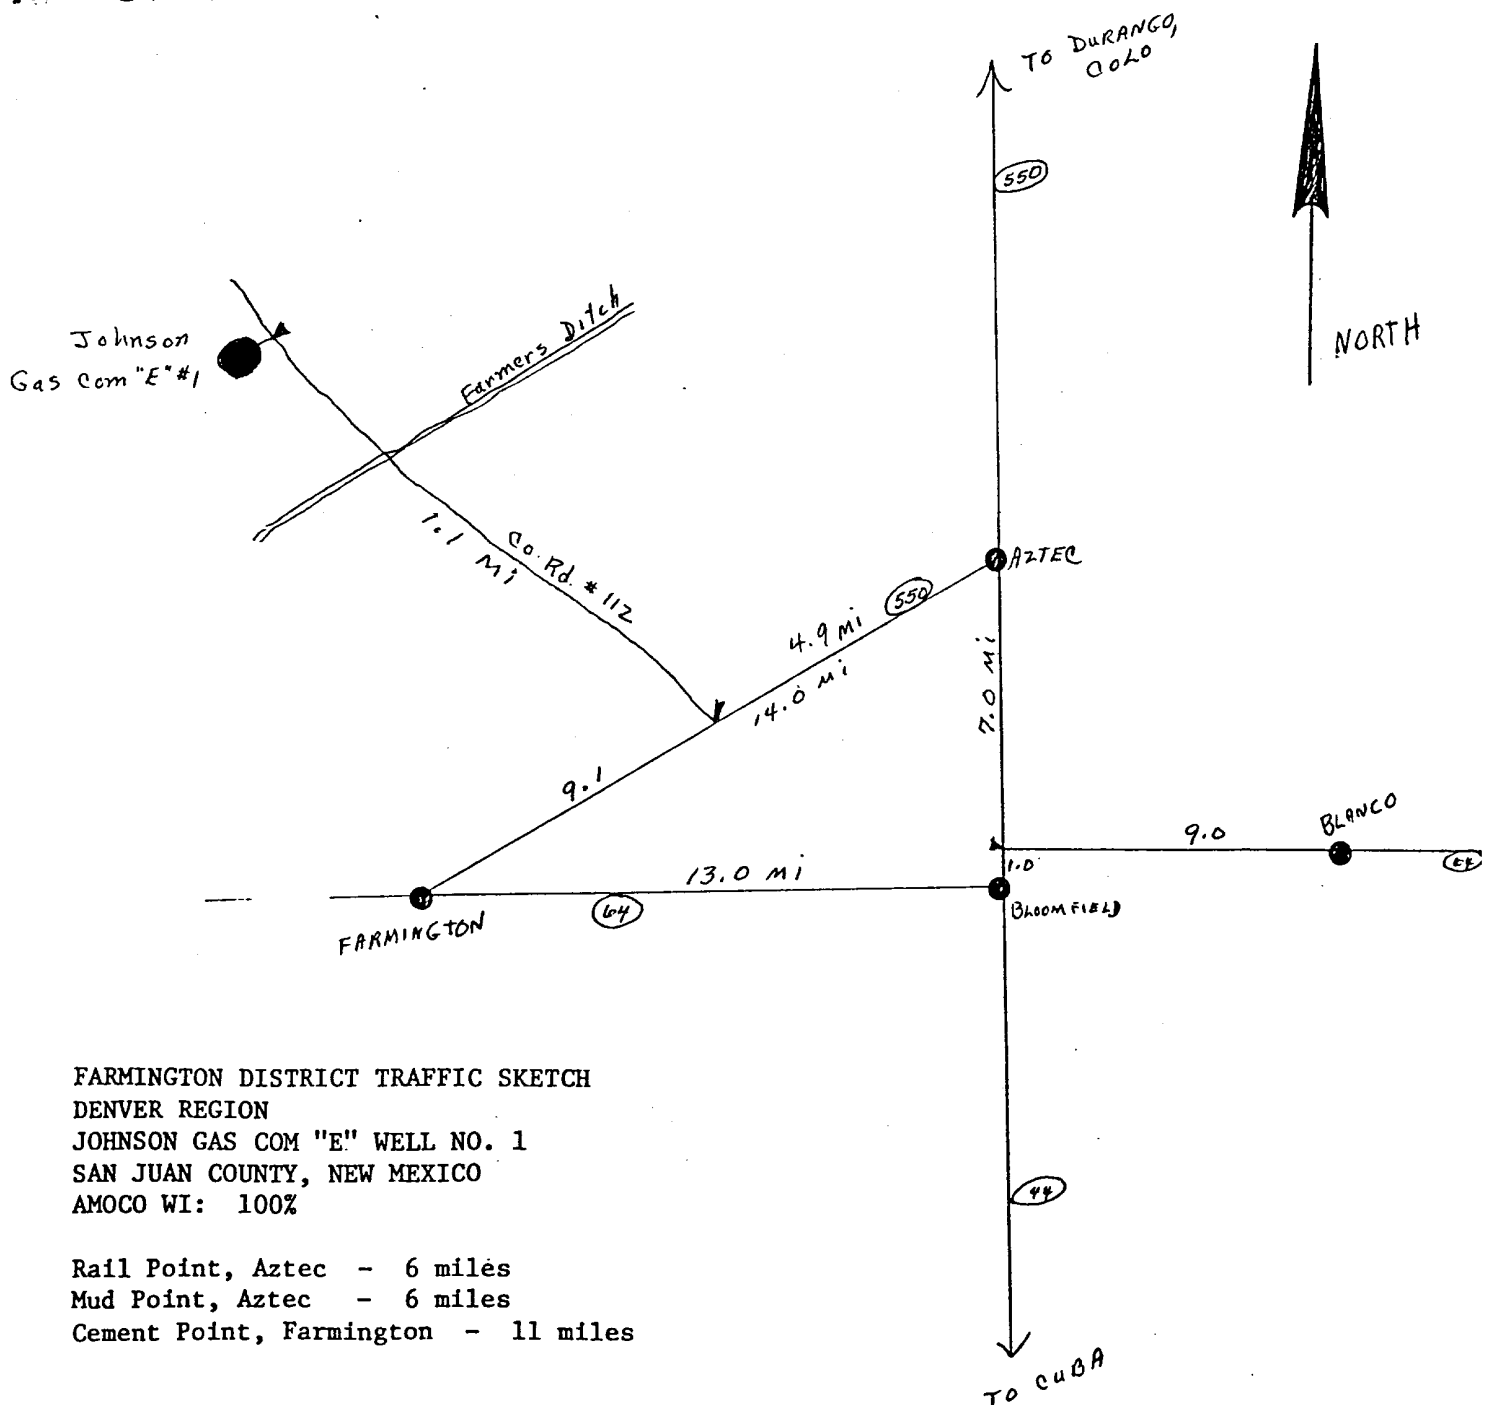 TO DURANGO,
COLO
550
NORTH
Johnson
Gas Com "E" #1
Farmers Ditch
1.1 Mi
Co. Rd. #112
AZTEC
550
4.9 Mi
14.0 Mi
7.0 Mi
9.1
BLANCO
9.0
1.0
13.0 Mi
64
BLOOMFIELD
FARMINGTON
FARMINGTON DISTRICT TRAFFIC SKETCH
DENVER REGION
JOHNSON GAS COM "E" WELL NO. 1
SAN JUAN COUNTY, NEW MEXICO
AMOCO WI: 100%
44
Rail Point, Aztec - 6 miles
Mud Point, Aztec - 6 miles
Cement Point, Farmington - 11 miles
TO CUBA